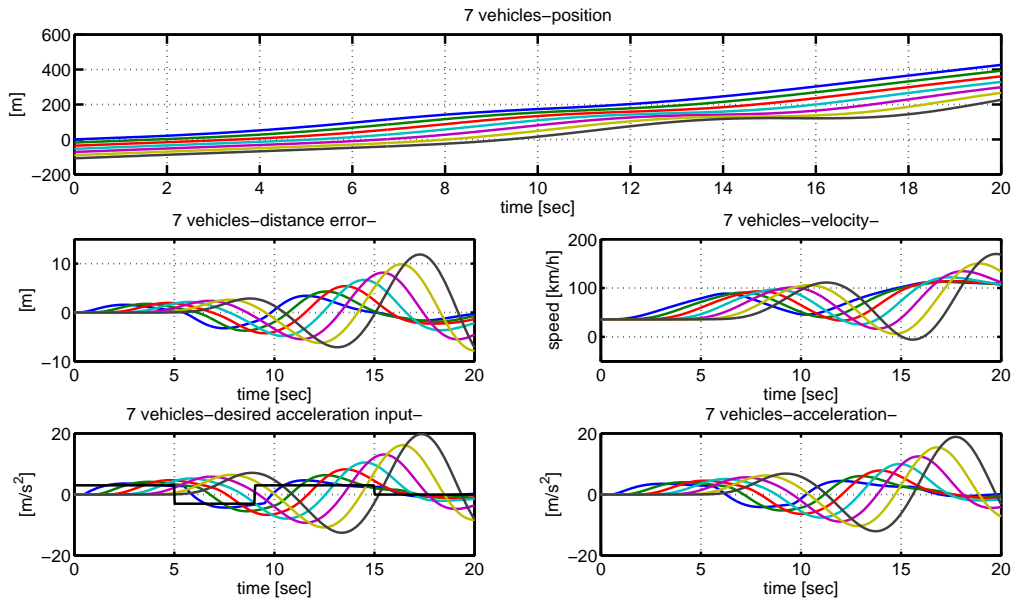 7 vehicles−position
600
400
200
0
−200
[m]
0 2 4 6 8 10 12 14 16 18 20
time [sec]
7 vehicles−distance error−
10
0
−10
[m]
0 5 10 15 20
time [sec]
7 vehicles−velocity−
200
100
0
speed [km/h]
0 5 10 15 20
time [sec]
7 vehicles−desired acceleration input−
20
0
−20
[m/s²]
0 5 10 15 20
time [sec]
7 vehicles−acceleration−
20
0
−20
[m/s²]
0 5 10 15 20
time [sec]